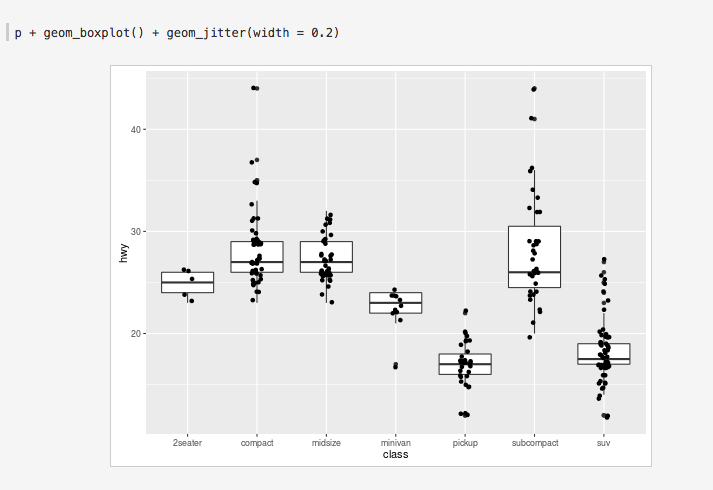 p + geom_boxplot() + geom_jitter(width = 0.2)
40
30
20
hwy
2seater compact midsize minivan pickup subcompact suv
class